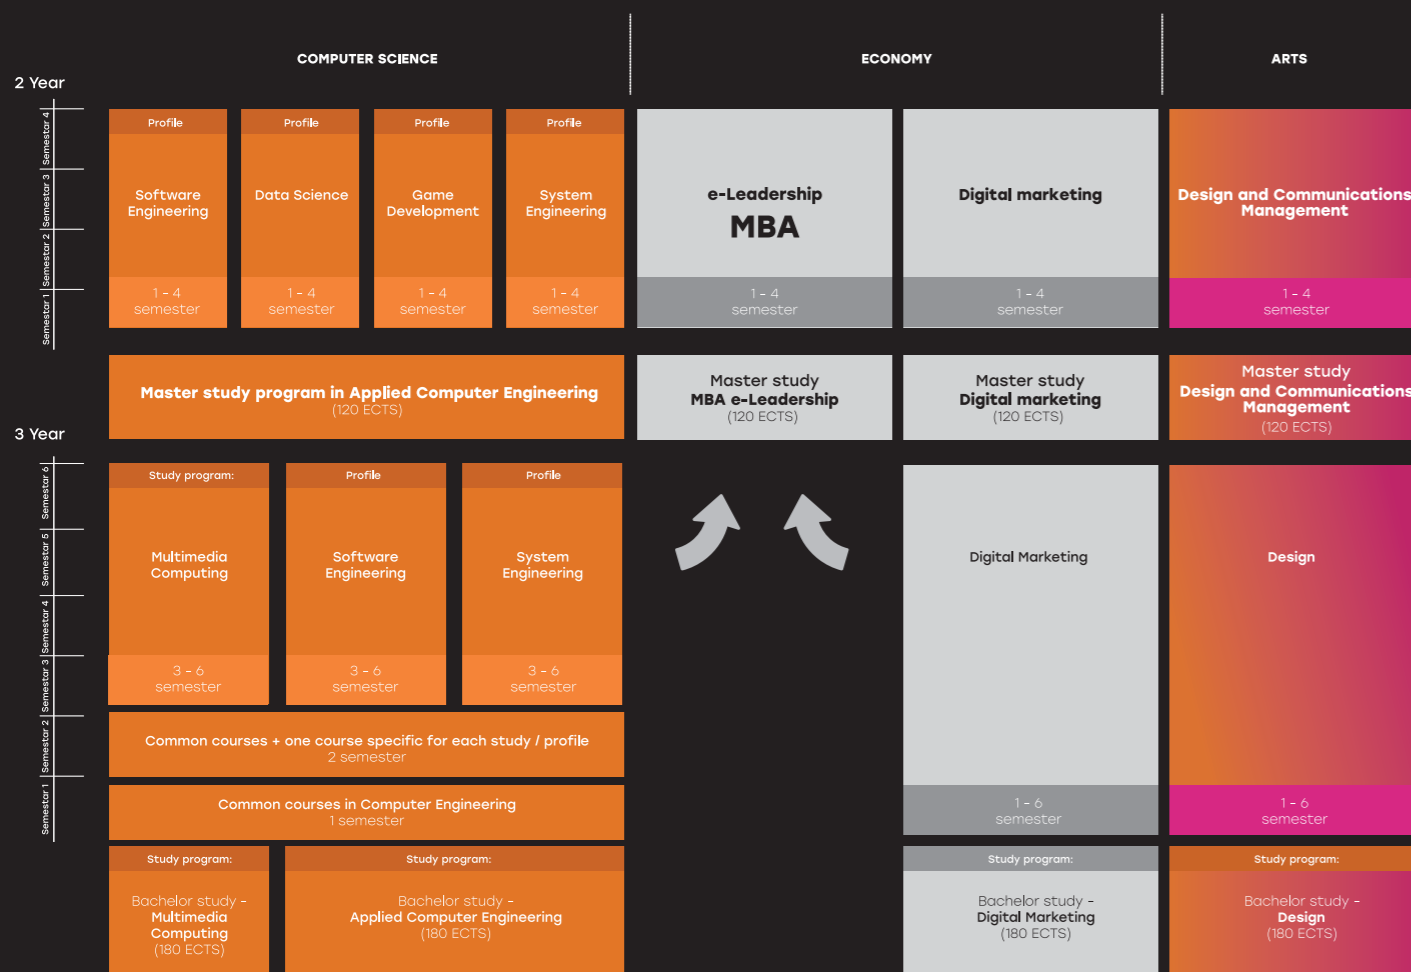 COMPUTER SCIENCE
ECONOMY
ARTS
2 Year
Semestar 4
Semestar 3
Semestar 2
Semestar 1
Profile
Software
Engineering
1 - 4
semester
Profile
Data Science
1 - 4
semester
Profile
Game
Development
1 - 4
semester
Profile
System
Engineering
1 - 4
semester
e-Leadership
MBA
1 - 4
semester
Digital marketing
1 - 4
semester
Design and Communications
Management
1 - 4
semester
Master study program in Applied Computer Engineering
(120 ECTS)
Master study
MBA e-Leadership
(120 ECTS)
Master study
Digital marketing
(120 ECTS)
Master study
Design and Communications
Management
(120 ECTS)
3 Year
Semestar 6
Semestar 5
Semestar 4
Semestar 3
Semestar 2
Semestar 1
Study program:
Multimedia
Computing
3 - 6
semester
Profile
Software
Engineering
3 - 6
semester
Profile
System
Engineering
3 - 6
semester
Digital Marketing
1 - 6
semester
Design
1 - 6
semester
Common courses + one course specific for each study / profile
2 semester
Common courses in Computer Engineering
1 semester
Study program:
Bachelor study -
Multimedia
Computing
(180 ECTS)
Study program:
Bachelor study -
Applied Computer Engineering
(180 ECTS)
Study program:
Bachelor study -
Digital Marketing
(180 ECTS)
Study program:
Bachelor study -
Design
(180 ECTS)